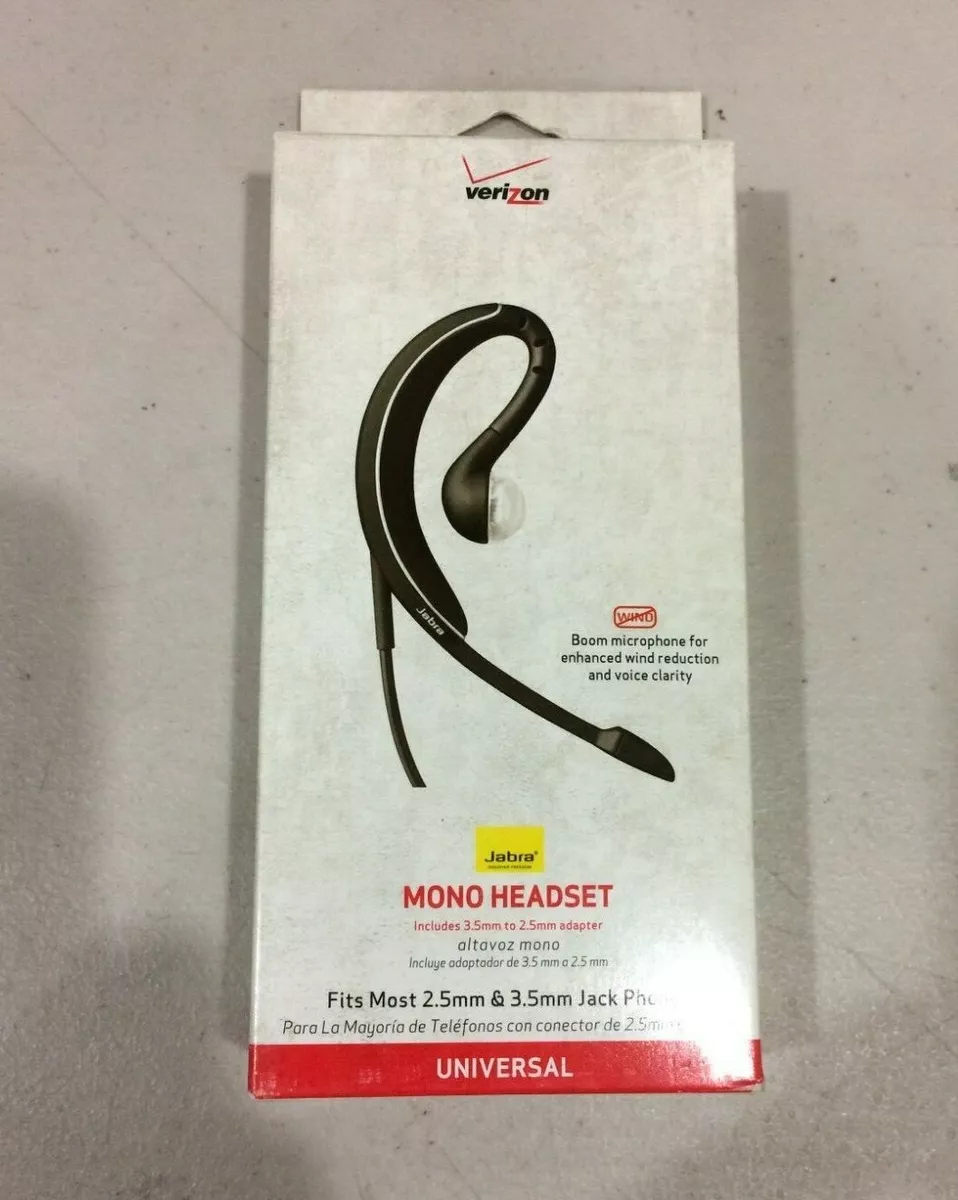 verizon
Jabra
WIND
Boom microphone for
enhanced wind reduction
and voice clarity
Jabra®
MONO HEADSET
Includes 3.5mm to 2.5mm adapter
altavoz mono
Incluye adaptador de 3.5 mm a 2.5 mm
Fits Most 2.5mm & 3.5mm Jack
Para La Mayoría de Teléfonos con conector de 2.5mm
UNIVERSAL